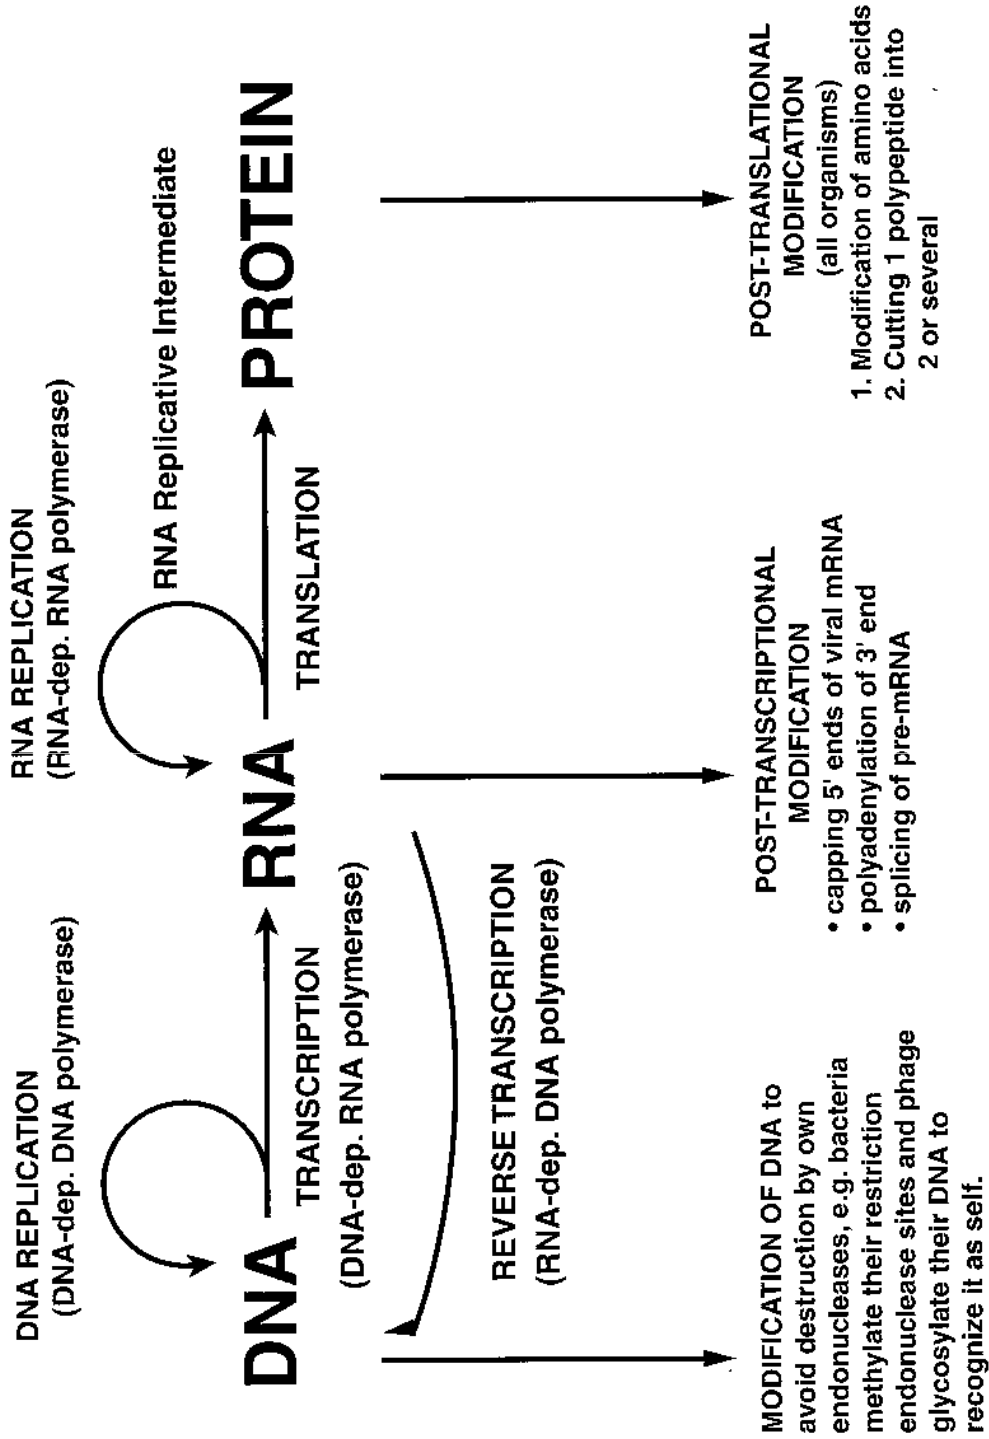 DNA REPLICATION
(DNA-dep. DNA polymerase)
RNA REPLICATION
(RNA-dep. RNA polymerase)
RNA Replicative Intermediate
DNA
RNA
PROTEIN
TRANSCRIPTION
(DNA-dep. RNA polymerase)
TRANSLATION
REVERSE TRANSCRIPTION
(RNA-dep. DNA polymerase)
MODIFICATION OF DNA to
avoid destruction by own
endonucleases, e.g. bacteria
methylate their restriction
endonuclease sites and phage
glycosylate their DNA to
recognize it as self.
POST-TRANSCRIPTIONAL
MODIFICATION
• capping 5' ends of viral mRNA
• polyadenylation of 3' end
• splicing of pre-mRNA
POST-TRANSLATIONAL
MODIFICATION
(all organisms)
1. Modification of amino acids
2. Cutting 1 polypeptide into
2 or several